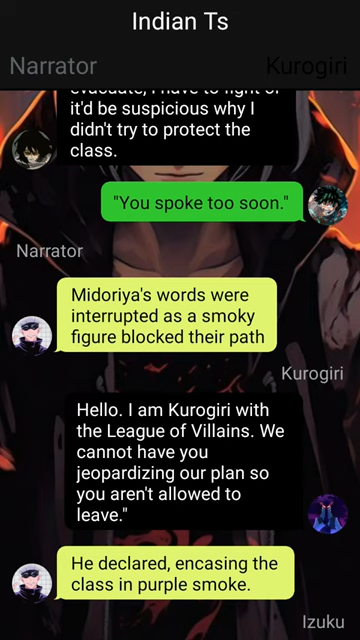 Indian Ts
Narrator
Kurogiri
it'd be suspicious why I
didn't try to protect the
class.
"You spoke too soon."
Narrator
Midoriya's words were
interrupted as a smoky
figure blocked their path
Kurogiri
Hello. I am Kurogiri with
the League of Villains. We
cannot have you
jeopardizing our plan so
you aren't allowed to
leave."
He declared, encasing the
class in purple smoke.
Izuku